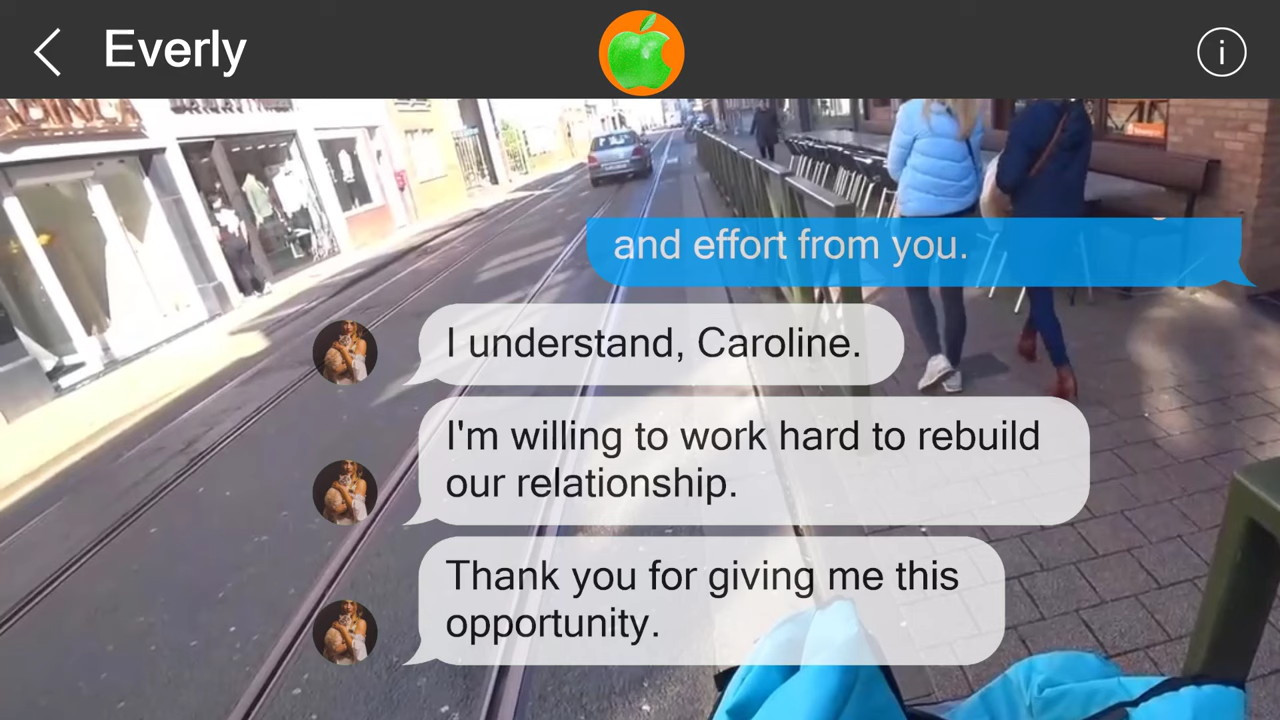 Everly
and effort from you.
I understand, Caroline.
I'm willing to work hard to rebuild
our relationship.
Thank you for giving me this
opportunity.